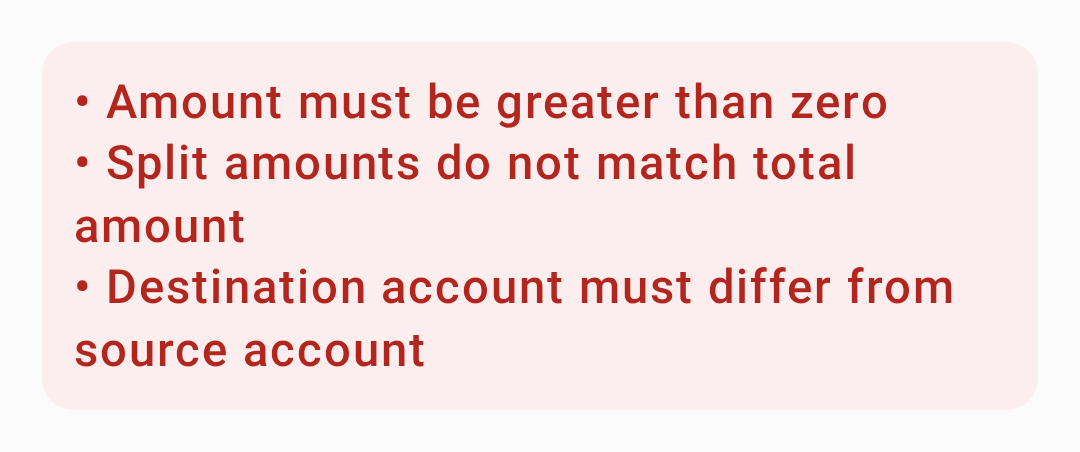 • Amount must be greater than zero
• Split amounts do not match total
amount
• Destination account must differ from
source account